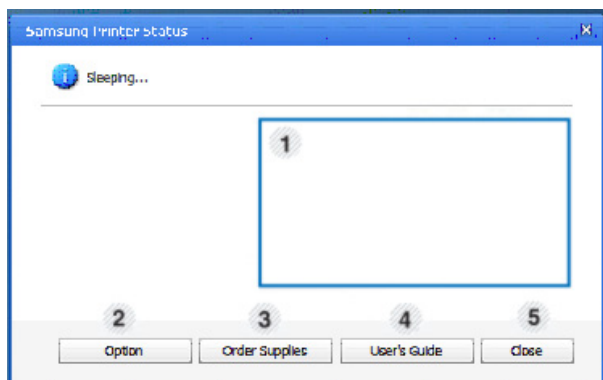 Samsung Printer Status
Sleeping...
1
2 3 4 5
Option Order Supplies User's Guide Close